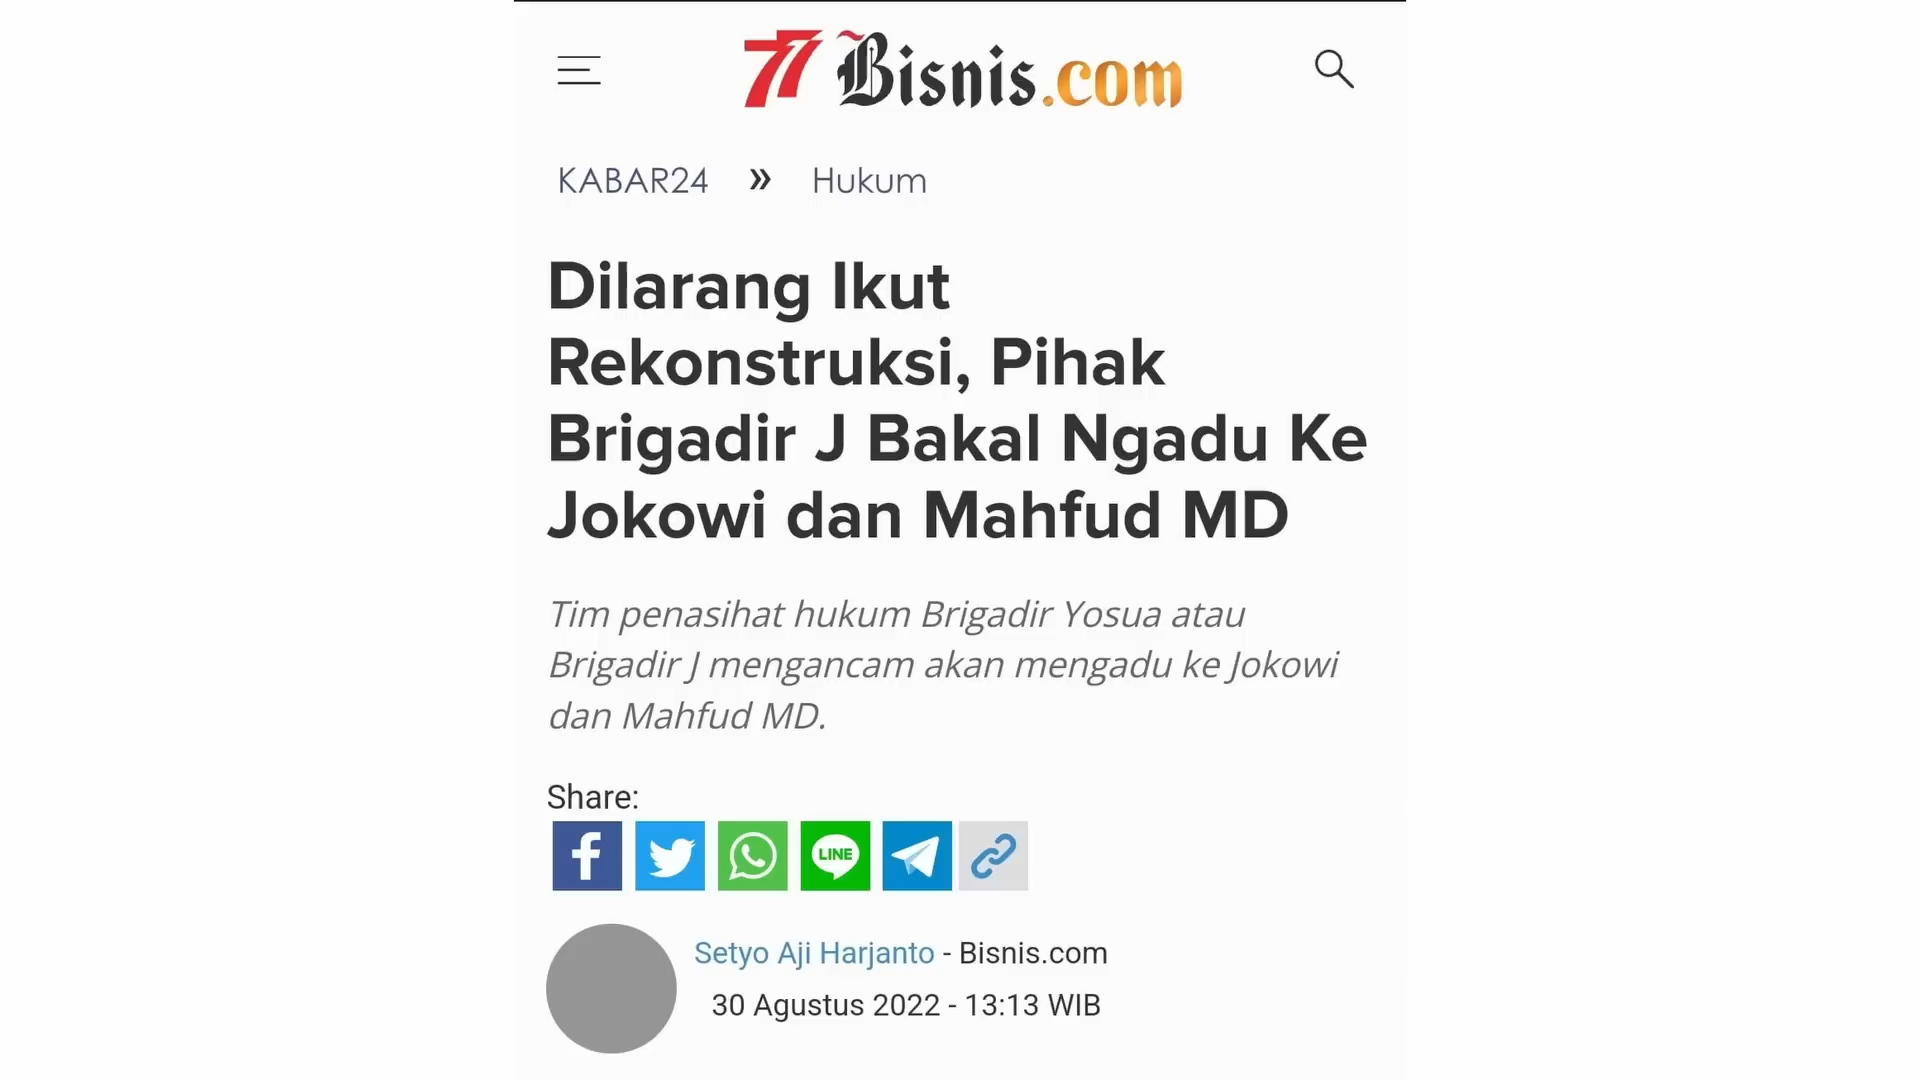 77 Bisnis.com
KABAR24 » Hukum
Dilarang Ikut
Rekonstruksi, Pihak
Brigadir J Bakal Ngadu Ke
Jokowi dan Mahfud MD
Tim penasihat hukum Brigadir Yosua atau
Brigadir J mengancam akan mengadu ke Jokowi
dan Mahfud MD.
Share:
LINE
Setyo Aji Harjanto - Bisnis.com
30 Agustus 2022 - 13:13 WIB